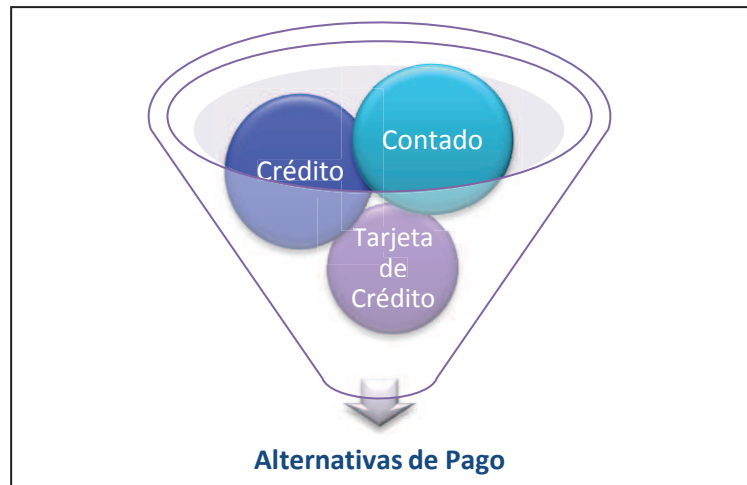 Contado
Crédito
Tarjeta
de
Crédito
Alternativas de Pago